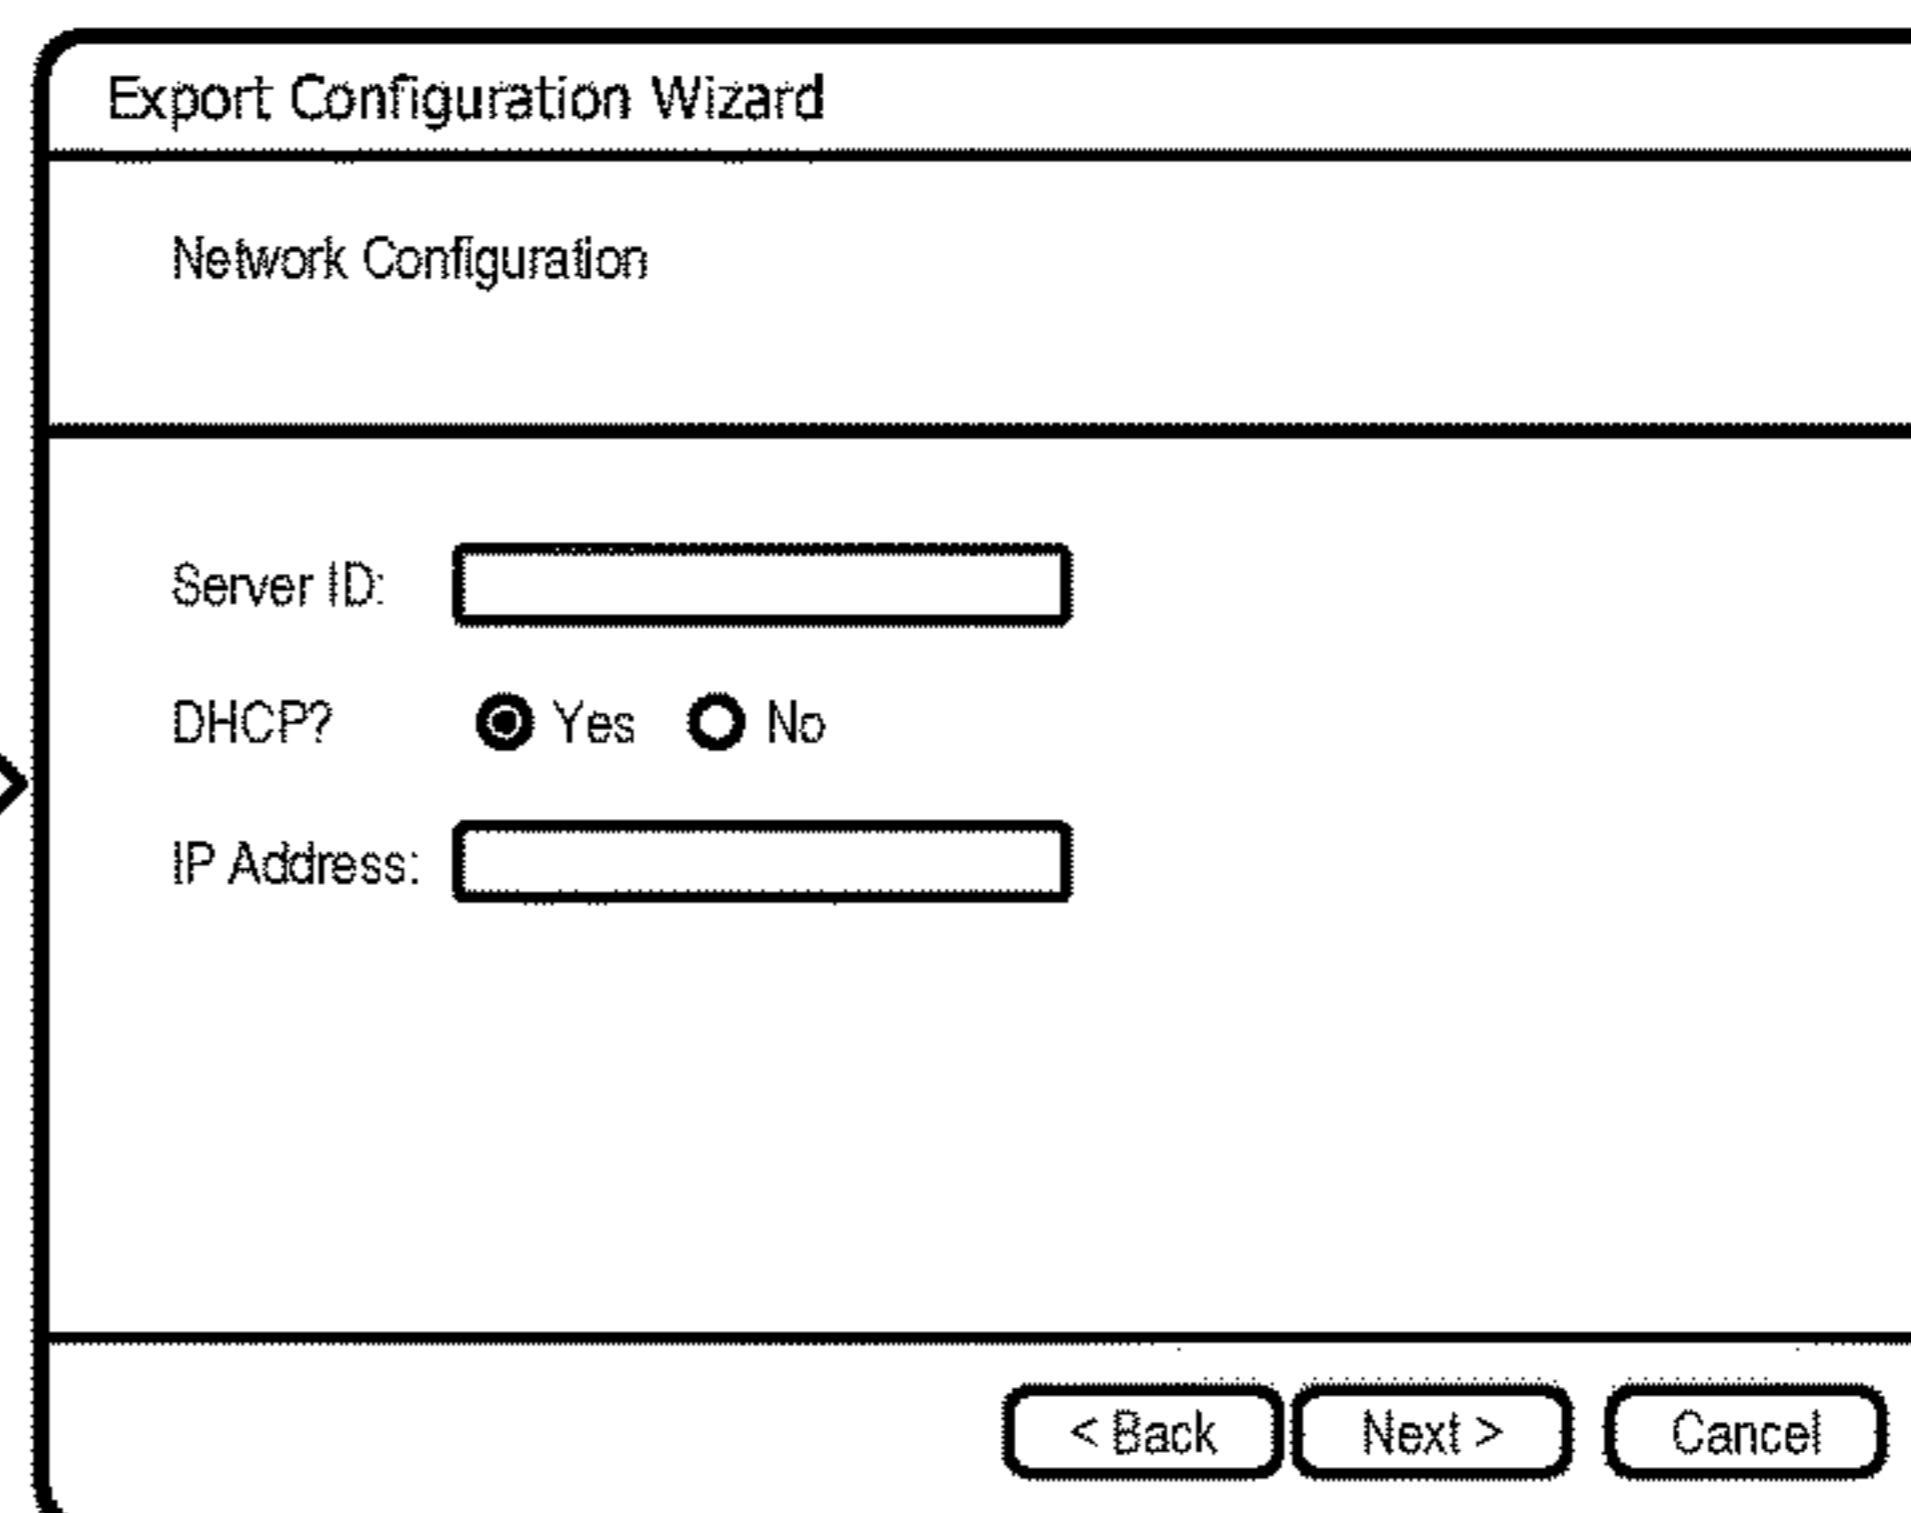 Export Configuration Wizard
Network Configuration
Server ID:
DHCP? Yes No
IP Address:
< Back Next > Cancel